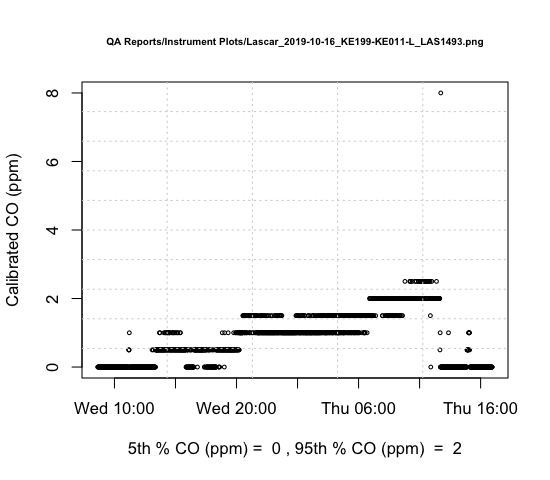 QA Reports/Instrument Plots/Lascar_2019-10-16_KE199-KE011-L_LAS1493.png
Calibrated CO (ppm)
8
6
4
2
0
Wed 10:00 Wed 20:00 Thu 06:00 Thu 16:00
5th % CO (ppm) = 0 , 95th % CO (ppm) = 2